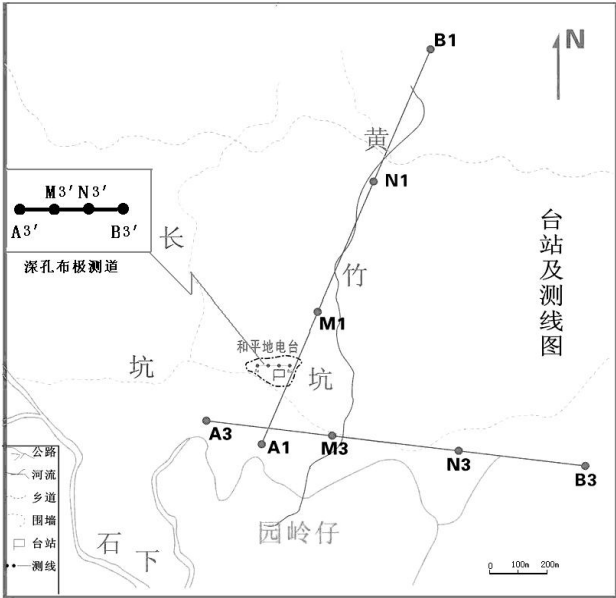 B1
N
黄
N1
M3′ N3′
A3′ B3′
深孔布极测道
长
竹
台站及测线图
M1
和平地电台
坑
坑
A3
A1
M3
N3
B3
公路
河流
乡道
围墙
台站
测线
石下
园岭仔
0 100m 200m